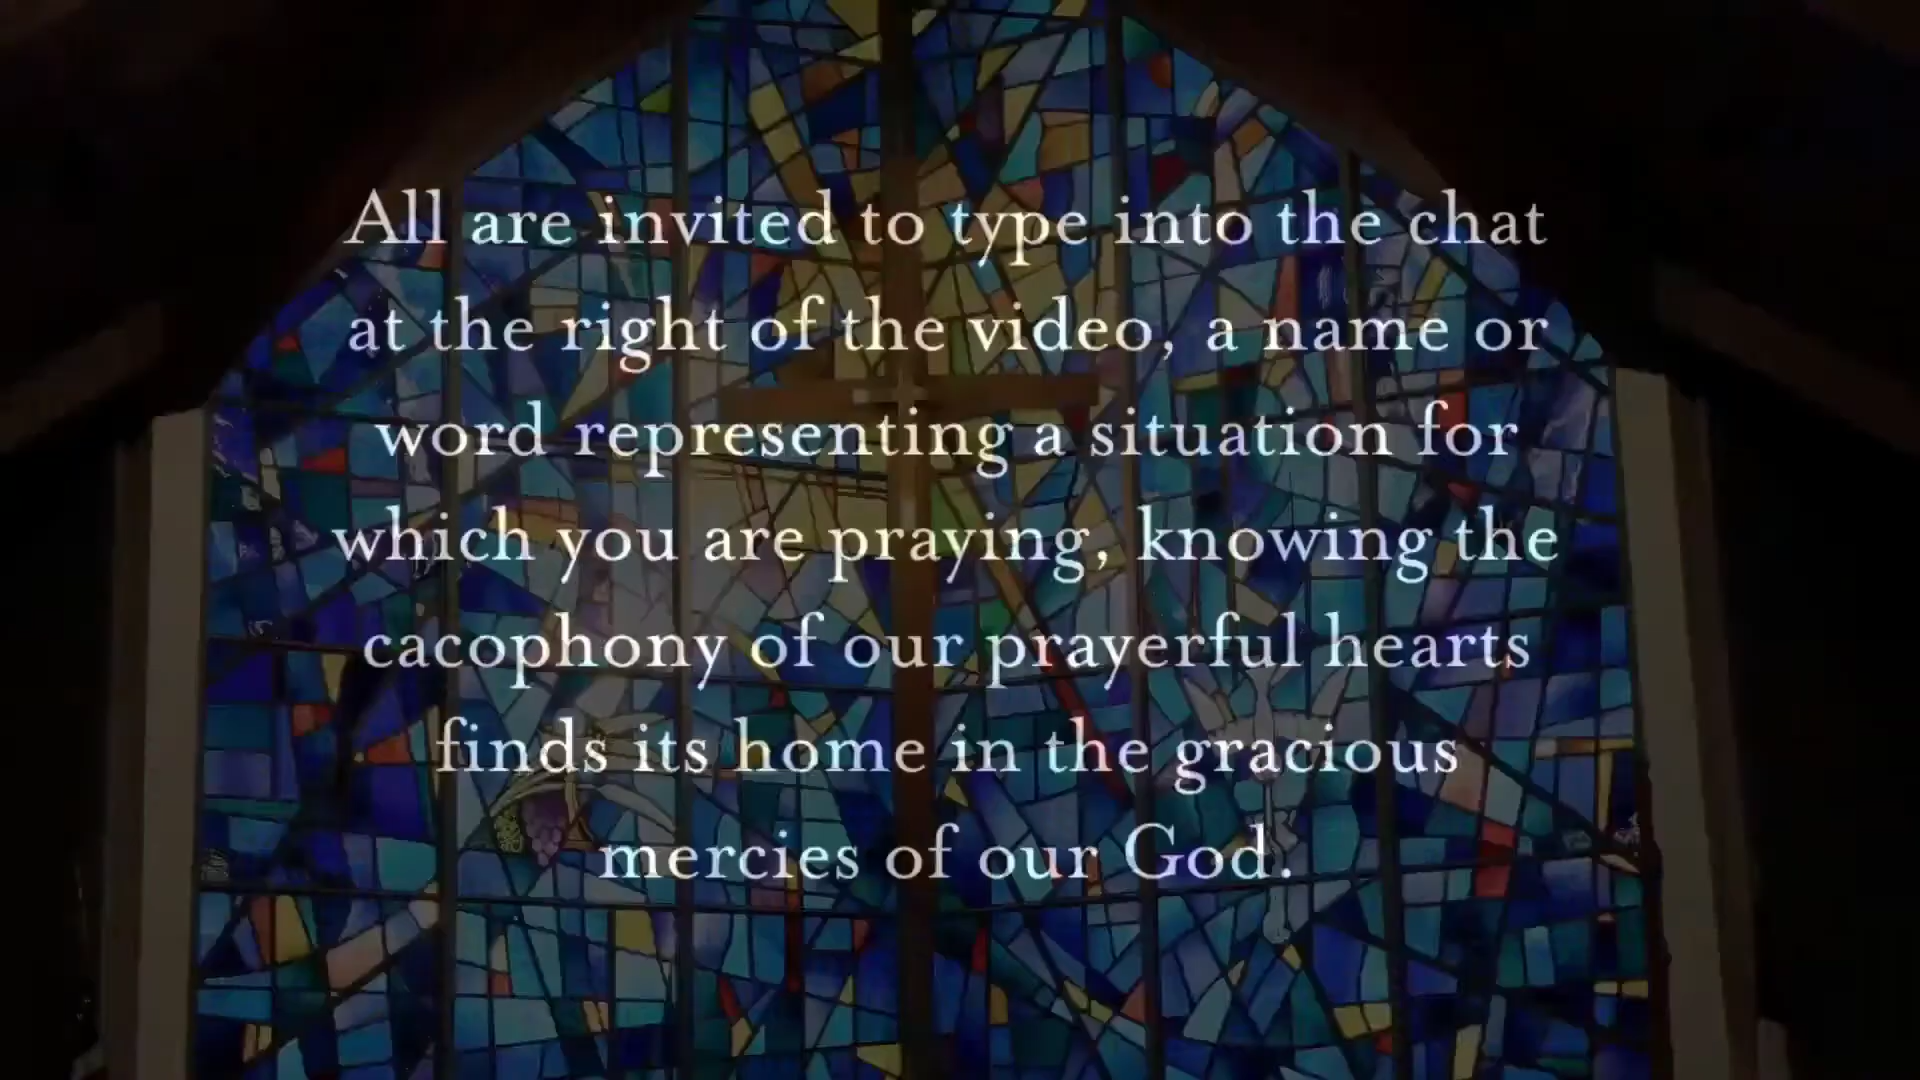 All are invited to type into the chat
at the right of the video, a name or
word representing a situation for
which you are praying, knowing the
cacophony of our prayerful hearts
finds its home in the gracious
mercies of our God.